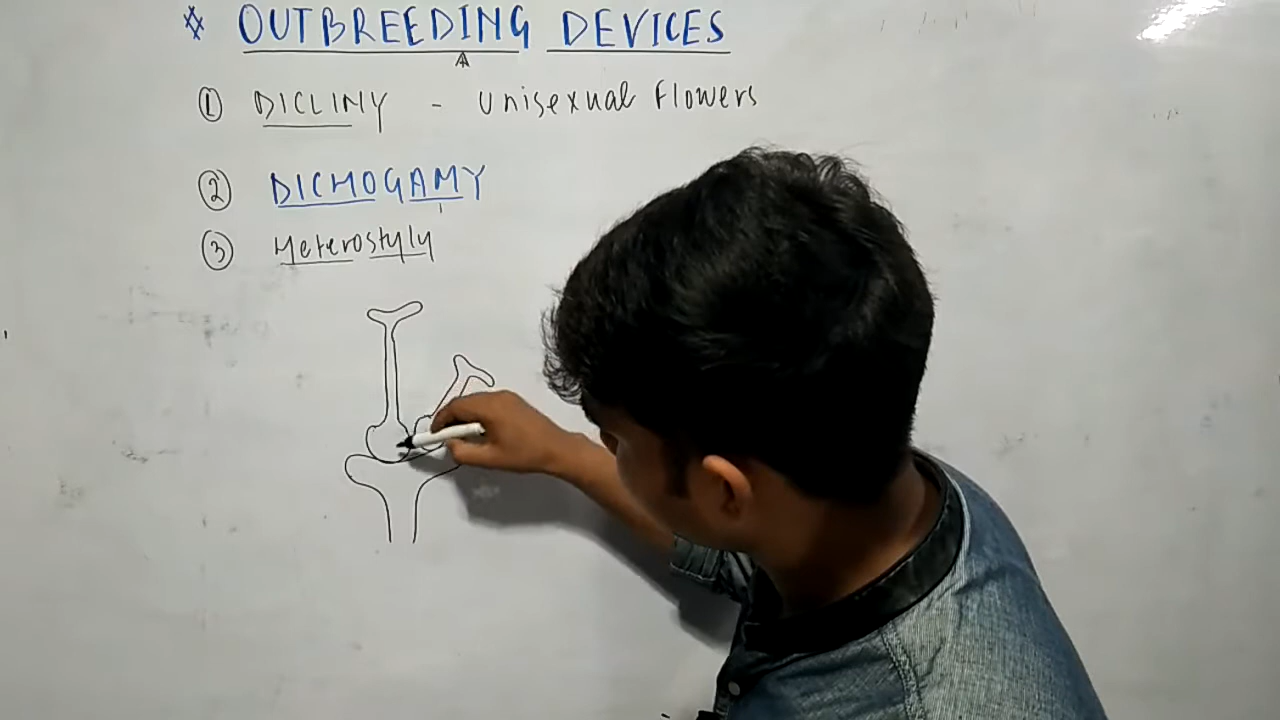 * OUTBREEDING DEVICES
① DICLINY - Unisexual Flowers
② DICHOGAMY
③ Heterostyly